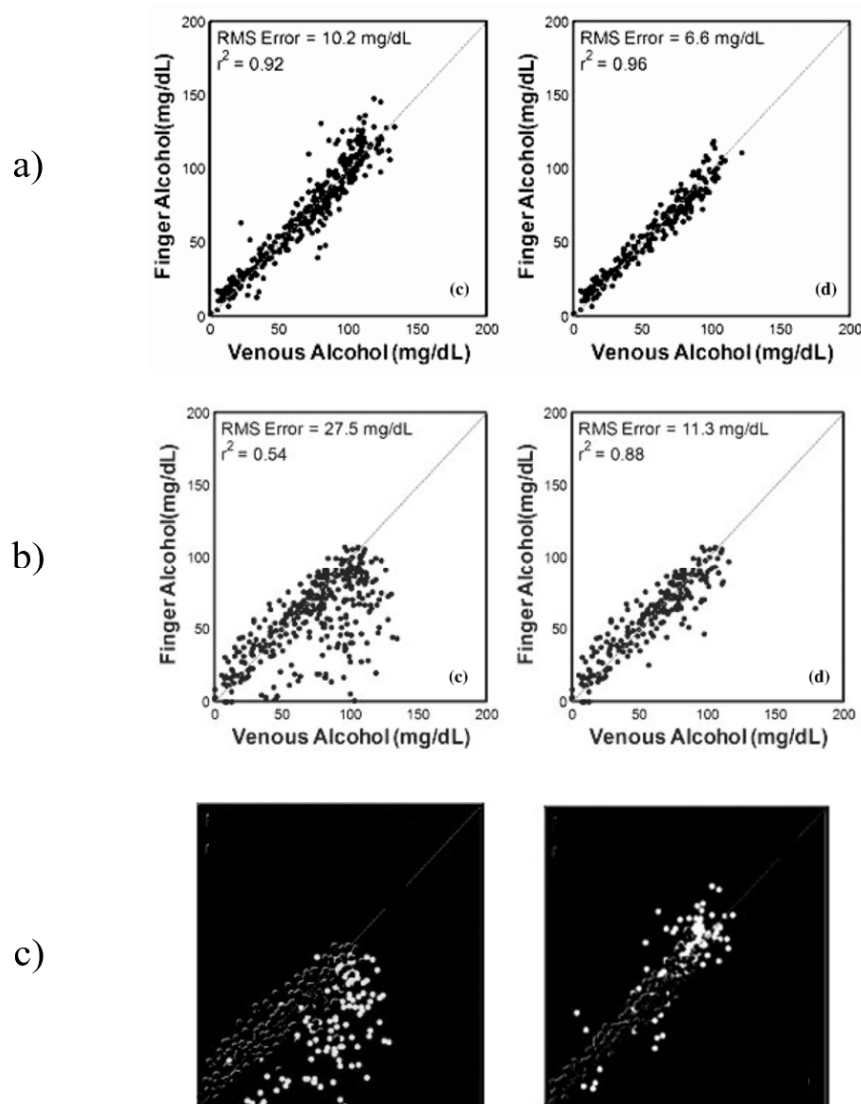 a)
RMS Error = 10.2 mg/dL
r² = 0.92
Finger Alcohol(mg/dL)
200
150
100
50
0
(c)
0 50 100 150 200
Venous Alcohol (mg/dL)
RMS Error = 6.6 mg/dL
r² = 0.96
Finger Alcohol(mg/dL)
200
150
100
50
0
(d)
0 50 100 150 200
Venous Alcohol (mg/dL)
b)
RMS Error = 27.5 mg/dL
r² = 0.54
Finger Alcohol(mg/dL)
200
150
100
50
0
(c)
0 50 100 150 200
Venous Alcohol (mg/dL)
RMS Error = 11.3 mg/dL
r² = 0.88
Finger Alcohol(mg/dL)
200
150
100
50
0
(d)
0 50 100 150 200
Venous Alcohol (mg/dL)
c)